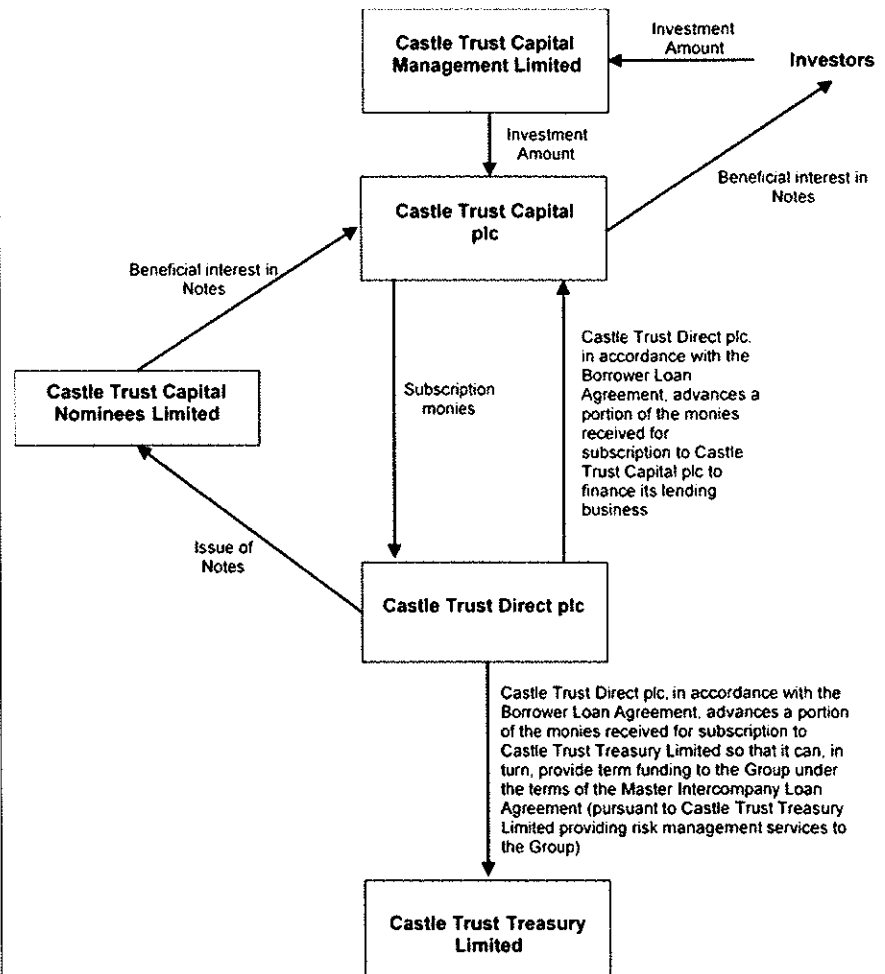 Castle Trust Capital
Management Limited
Investment
Amount
Investors
Investment
Amount
Beneficial interest in
Notes
Castle Trust Capital
plc
Beneficial interest in
Notes
Castle Trust Capital
Nominees Limited
Subscription
monies
Castle Trust Direct plc,
in accordance with the
Borrower Loan
Agreement, advances a
portion of the monies
received for
subscription to Castle
Trust Capital plc to
finance its lending
business
Issue of
Notes
Castle Trust Direct plc
Castle Trust Direct plc, in accordance with the
Borrower Loan Agreement, advances a portion
of the monies received for subscription to
Castle Trust Treasury Limited so that it can, in
turn, provide term funding to the Group under
the terms of the Master Intercompany Loan
Agreement (pursuant to Castle Trust Treasury
Limited providing risk management services to
the Group)
Castle Trust Treasury
Limited